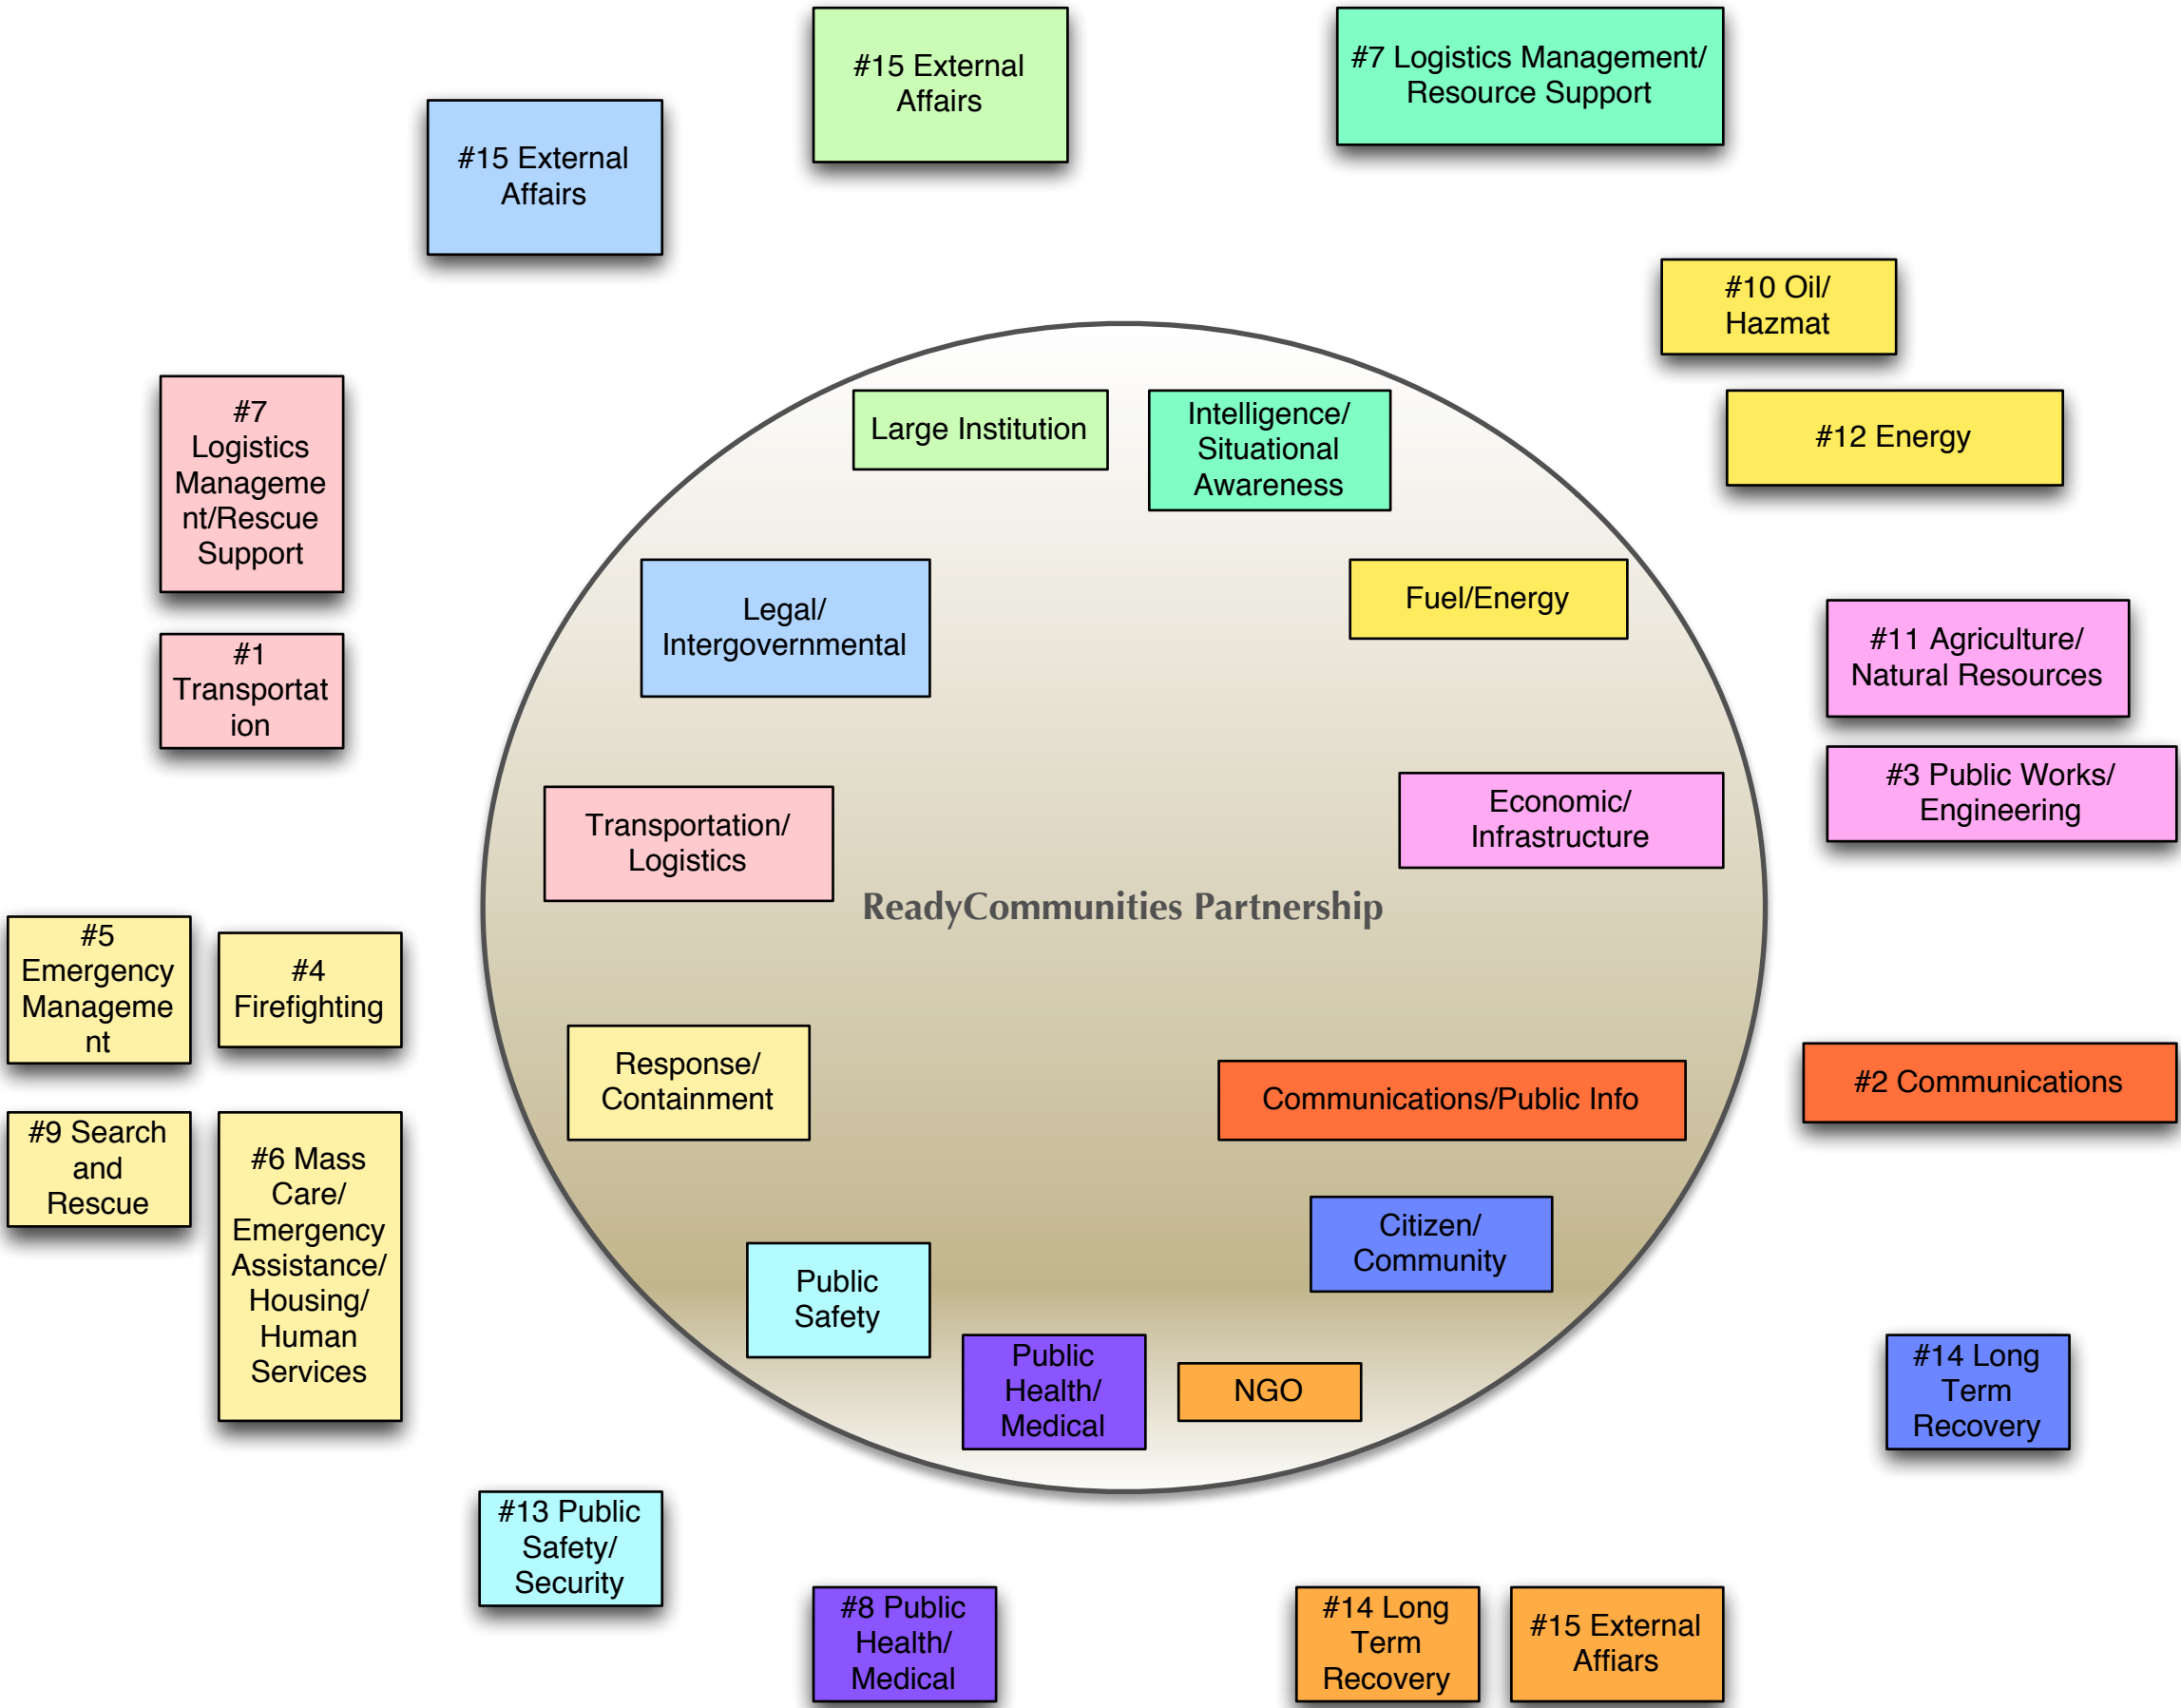 #15 External
Affairs
#7 Logistics Management/
Resource Support
#15 External
Affairs
#10 Oil/
Hazmat
#7
Logistics
Manageme
nt/Rescue
Support
Large Institution
Intelligence/
Situational
Awareness
#12 Energy
Legal/
Intergovernmental
Fuel/Energy
#1
Transportat
ion
#11 Agriculture/
Natural Resources
#3 Public Works/
Engineering
Transportation/
Logistics
Economic/
Infrastructure
ReadyCommunities Partnership
#5
Emergency
Manageme
nt
#4
Firefighting
Response/
Containment
Communications/Public Info
#2 Communications
#9 Search
and
Rescue
#6 Mass
Care/
Emergency
Assistance/
Housing/
Human
Services
Public
Safety
Citizen/
Community
Public
Health/
Medical
NGO
#14 Long
Term
Recovery
#13 Public
Safety/
Security
#8 Public
Health/
Medical
#14 Long
Term
Recovery
#15 External
Affiars